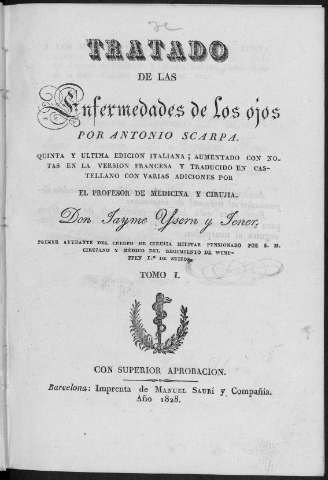 TRATADO
DE LAS
Enfermedades de los ojos
POR ANTONIO SCARPA.
QUINTA Y ULTIMA EDICION ITALIANA; AUMENTADO CON NO-
TAS EN LA VERSION FRANCESA Y TRADUCIDO EN CAS-
TELLANO CON VARIAS ADICIONES POR
EL PROFESOR DE MEDICINA Y CIRUJIA.
Don Jayme Ysern y Jener,
PRIMER AYUDANTE DEL CUERPO DE CIRUJIA MILITAR PENSIONADO POR S. M.
CIRUJANO Y MÉDICO DEL REGIMIENTO DE WIMP-
FFEN 1.º DE SUIZOS.
TOMO I.
CON SUPERIOR APROBACION.
Barcelona: Imprenta de MANUEL SAURÍ y Compañía.
Año 1828.